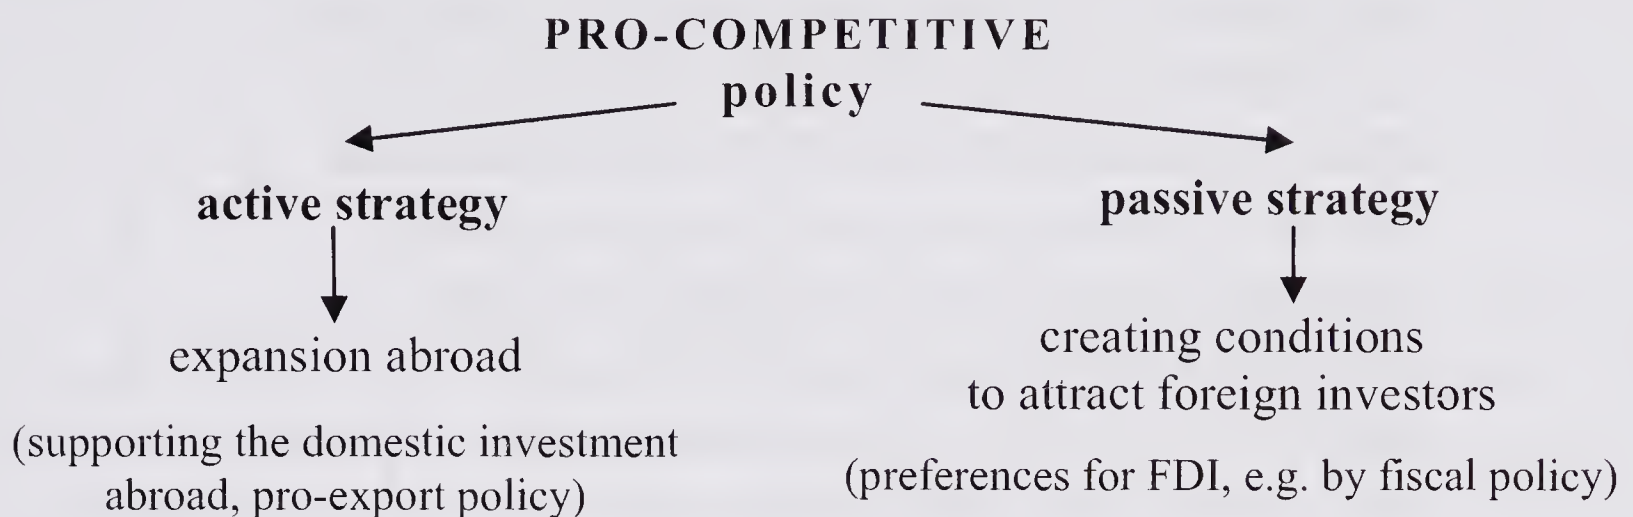 PRO-COMPETITIVE
policy
active strategy
passive strategy
expansion abroad
creating conditions
to attract foreign investors
(supporting the domestic investment
abroad, pro-export policy)
(preferences for FDI, e.g. by fiscal policy)